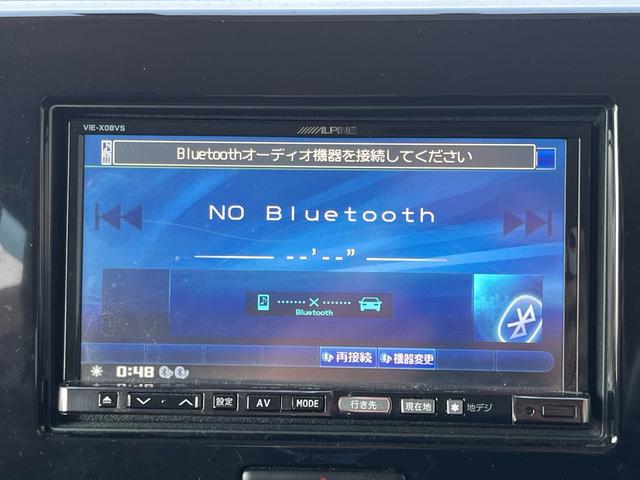 VIE-X08VS
ALPINE
Bluetoothオーディオ機器を接続してください
NO Bluetooth
--'--"
Bluetooth
再接続 機器変更
0:48
設定 AV MODE 行き先 現在地 地デジ